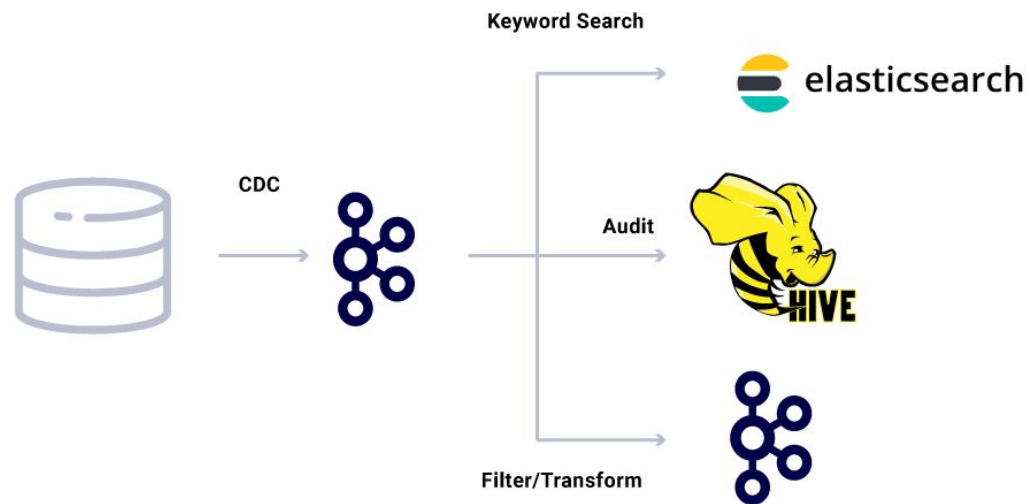 Keyword Search
elasticsearch
CDC
Audit
HIVE
Filter/Transform